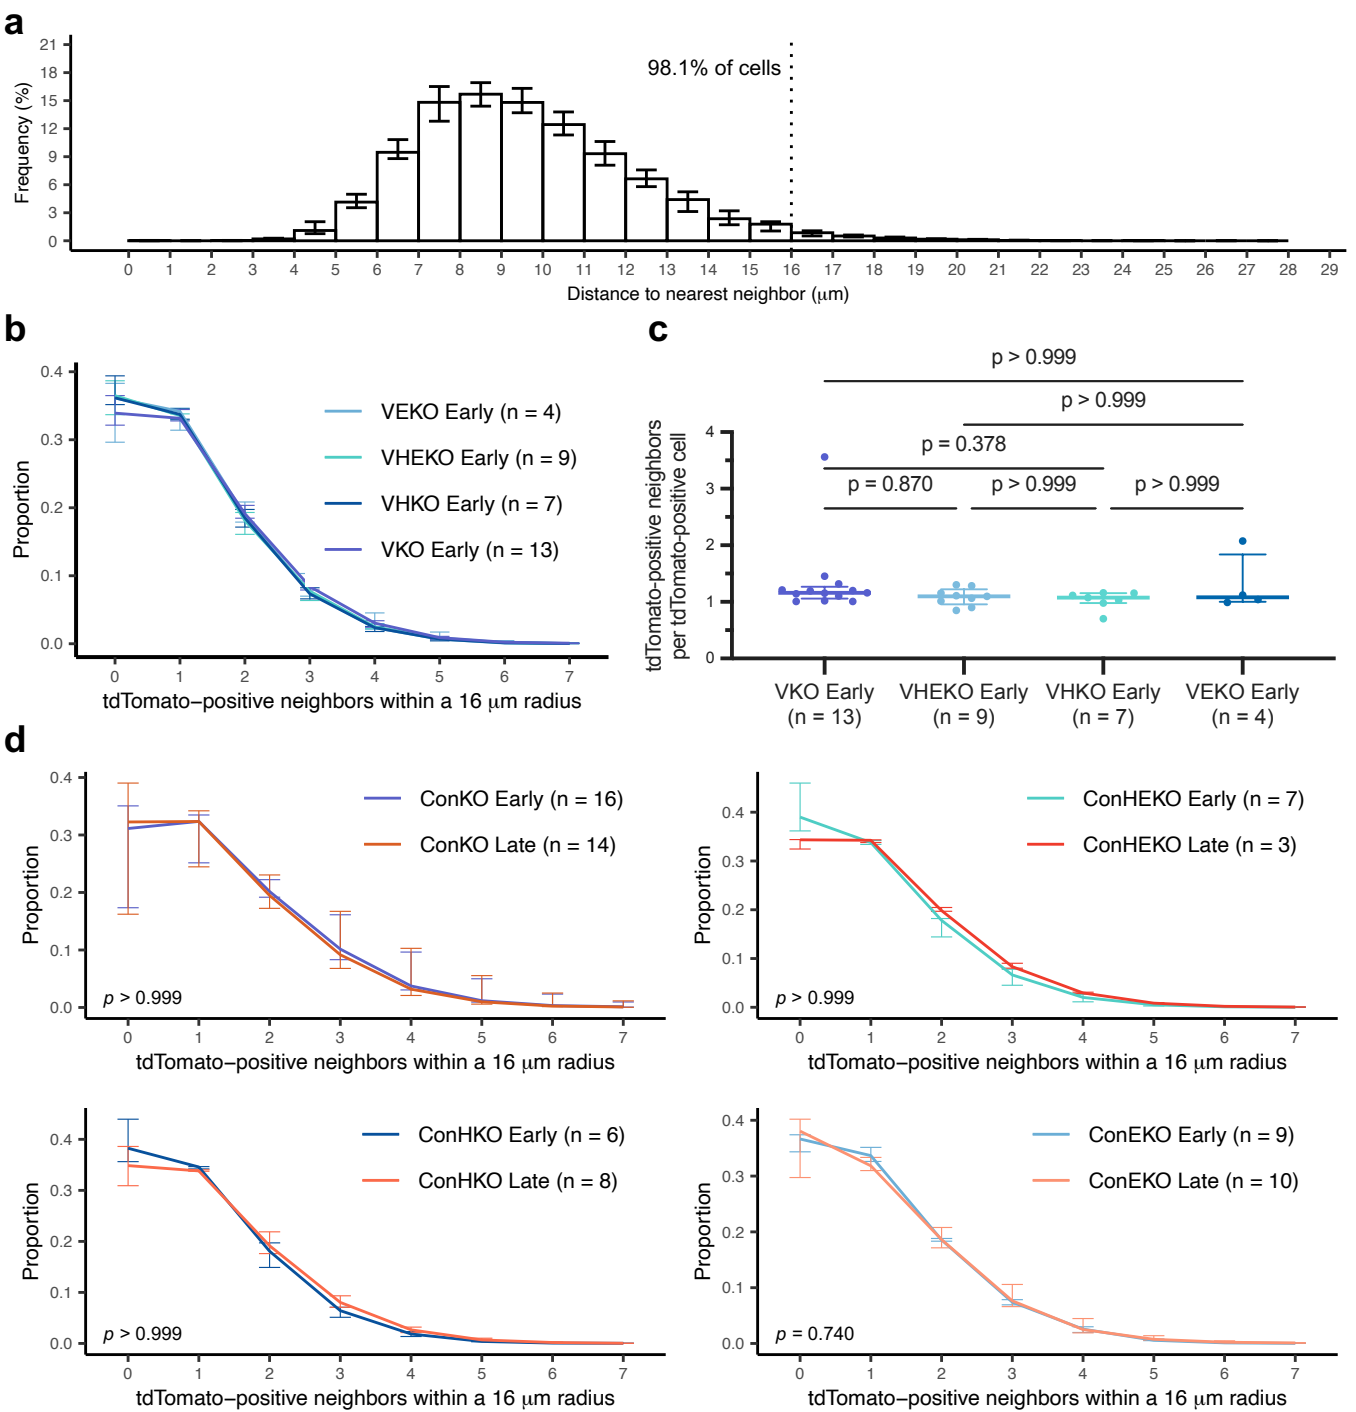 a
21
18
15
12
9
6
3
0
Frequency (%)
98.1% of cells
0 1 2 3 4 5 6 7 8 9 10 11 12 13 14 15 16 17 18 19 20 21 22 23 24 25 26 27 28 29
Distance to nearest neighbor (μm)
b
0.4
0.3
0.2
0.1
0.0
Proportion
VEKO Early (n = 4)
VHEKO Early (n = 9)
VHKO Early (n = 7)
VKO Early (n = 13)
0 1 2 3 4 5 6 7
tdTomato−positive neighbors within a 16 μm radius
c
p > 0.999
p > 0.999
p = 0.378
p = 0.870 p > 0.999 p > 0.999
4
3
2
1
0
tdTomato-positive neighbors
per tdTomato-positive cell
VKO Early VHEKO Early VHKO Early VEKO Early
(n = 13) (n = 9) (n = 7) (n = 4)
d
0.4
0.3
0.2
0.1
0.0
Proportion
ConKO Early (n = 16)
ConKO Late (n = 14)
p > 0.999
0 1 2 3 4 5 6 7
tdTomato−positive neighbors within a 16 μm radius
0.4
0.3
0.2
0.1
0.0
Proportion
ConHEKO Early (n = 7)
ConHEKO Late (n = 3)
p > 0.999
0 1 2 3 4 5 6 7
tdTomato−positive neighbors within a 16 μm radius
0.4
0.3
0.2
0.1
0.0
Proportion
ConHKO Early (n = 6)
ConHKO Late (n = 8)
p > 0.999
0 1 2 3 4 5 6 7
tdTomato−positive neighbors within a 16 μm radius
0.4
0.3
0.2
0.1
0.0
Proportion
ConEKO Early (n = 9)
ConEKO Late (n = 10)
p = 0.740
0 1 2 3 4 5 6 7
tdTomato−positive neighbors within a 16 μm radius